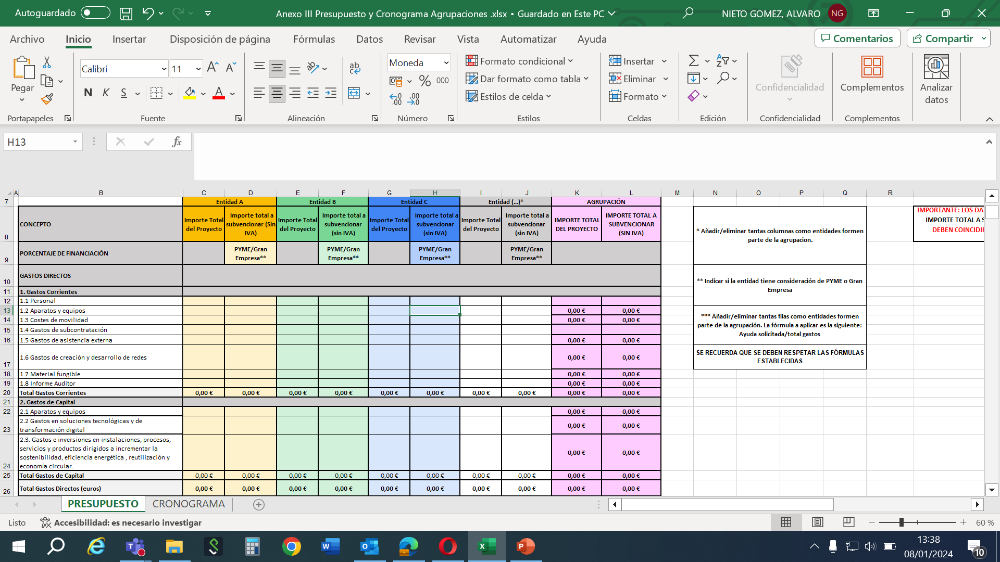 Autoguardado
Anexo III Presupuesto y Cronograma Agrupaciones .xlsx • Guardado en Este PC
NIETO GOMEZ, ALVARO
NG
Archivo
Inicio
Insertar
Disposición de página
Fórmulas
Datos
Revisar
Vista
Automatizar
Ayuda
Comentarios
Compartir
Pegar
Calibri
11
N K S
Moneda
% 000
Formato condicional
Dar formato como tabla
Estilos de celda
Insertar
Eliminar
Formato
Confidencialidad
Complementos
Analizar
datos
Portapapeles
Fuente
Alineación
Número
Estilos
Celdas
Edición
Confidencialidad
Complementos
H13
fx
A B C D E F G H I J K L M N O P Q R
7 Entidad A Entidad B Entidad C Entidad (...)* AGRUPACIÓN
8 CONCEPTO
Importe Total
del Proyecto
Importe total a
subvencionar (Sin
IVA)
Importe Total
del Proyecto
Importe total a
subvencionar
(sin IVA)
Importe Total
del Proyecto
Importe total a
subvencionar
(sin IVA)
Importe Total
del Proyecto
Importe total a
subvencionar
(sin IVA)
IMPORTE TOTAL
DEL PROYECTO
IMPORTE TOTAL A
SUBVENCIONAR
(SIN IVA)
9 PORCENTAJE DE FINANCIACIÓN
PYME/Gran
Empresa**
PYME/Gran
Empresa**
PYME/Gran
Empresa**
PYME/Gran
Empresa**
10 GASTOS DIRECTOS
11 1. Gastos Corrientes
12 1.1 Personal
13 1.2 Aparatos y equipos 0,00 € 0,00 €
14 1.3 Costes de movilidad 0,00 € 0,00 €
15 1.4 Gastos de subcontratación
16 1.5 Gastos de asistencia externa 0,00 € 0,00 €
17 1.6 Gastos de creación y desarrollo de redes 0,00 € 0,00 €
18 1.7 Material fungible 0,00 € 0,00 €
19 1.8 Informe Auditor 0,00 € 0,00 €
20 Total Gastos Corrientes 0,00 € 0,00 € 0,00 € 0,00 € 0,00 € 0,00 € 0,00 € 0,00 € 0,00 € 0,00 €
21 2. Gastos de Capital
22 2.1 Aparatos y equipos 0,00 € 0,00 €
23 2.2 Gastos en soluciones tecnológicas y de
transformación digital 0,00 € 0,00 €
24 2.3. Gastos e inversiones en instalaciones, procesos,
servicios y productos dirigidos a incrementar la
sostenibilidad, eficiencia energética , reutilización y
economía circular. 0,00 € 0,00 €
25 Total Gastos de Capital 0,00 € 0,00 € 0,00 € 0,00 € 0,00 € 0,00 € 0,00 € 0,00 € 0,00 € 0,00 €
26 Total Gastos Directos (euros) 0,00 € 0,00 € 0,00 € 0,00 € 0,00 € 0,00 € 0,00 € 0,00 € 0,00 € 0,00 €
* Añadir/eliminar tantas columnas como entidades formen
parte de la agrupacion.
** Indicar si la entidad tiene consideración de PYME o Gran
Empresa
*** Añadir/eliminar tantas filas como entidades formen
parte de la agrupación. La fórmula a aplicar es la siguiente:
Ayuda solicitada/total gastos
SE RECUERDA QUE SE DEBEN RESPETAR LAS FÓRMULAS
ESTABLECIDAS
IMPORTANTE: LOS DA
IMPORTE TOTAL A S
DEBEN COINCIDI
PRESUPUESTO
CRONOGRAMA
Listo
Accesibilidad: es necesario investigar
60 %
13:38
08/01/2024
10